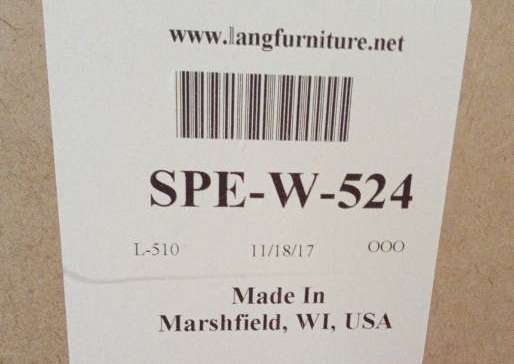 www.langfurniture.net
SPE-W-524
L-510 11/18/17 OOO
Made In
Marshfield, WI, USA